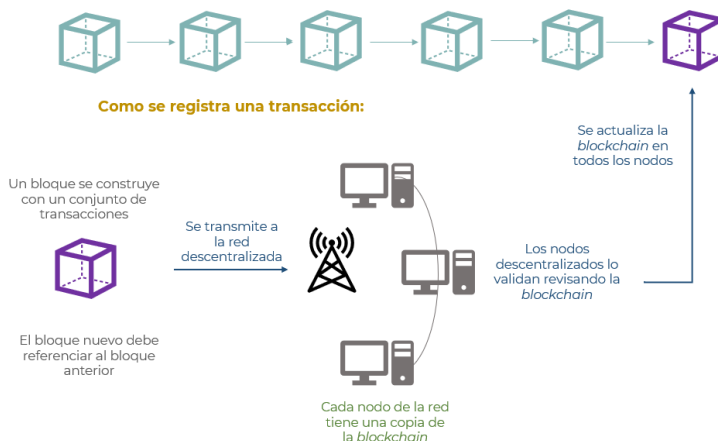 Como se registra una transacción:
Se actualiza la
blockchain en
todos los nodos
Un bloque se construye
con un conjunto de
transacciones
Se transmite a
la red
descentralizada
Los nodos
descentralizados lo
validan revisando la
blockchain
El bloque nuevo debe
referenciar al bloque
anterior
Cada nodo de la red
tiene una copia de
la blockchain